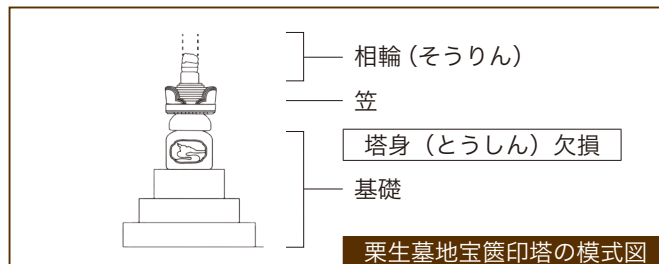 相輪（そうりん）
笠
塔身（とうしん）欠損
基礎
栗生墓地宝篋印塔の模式図